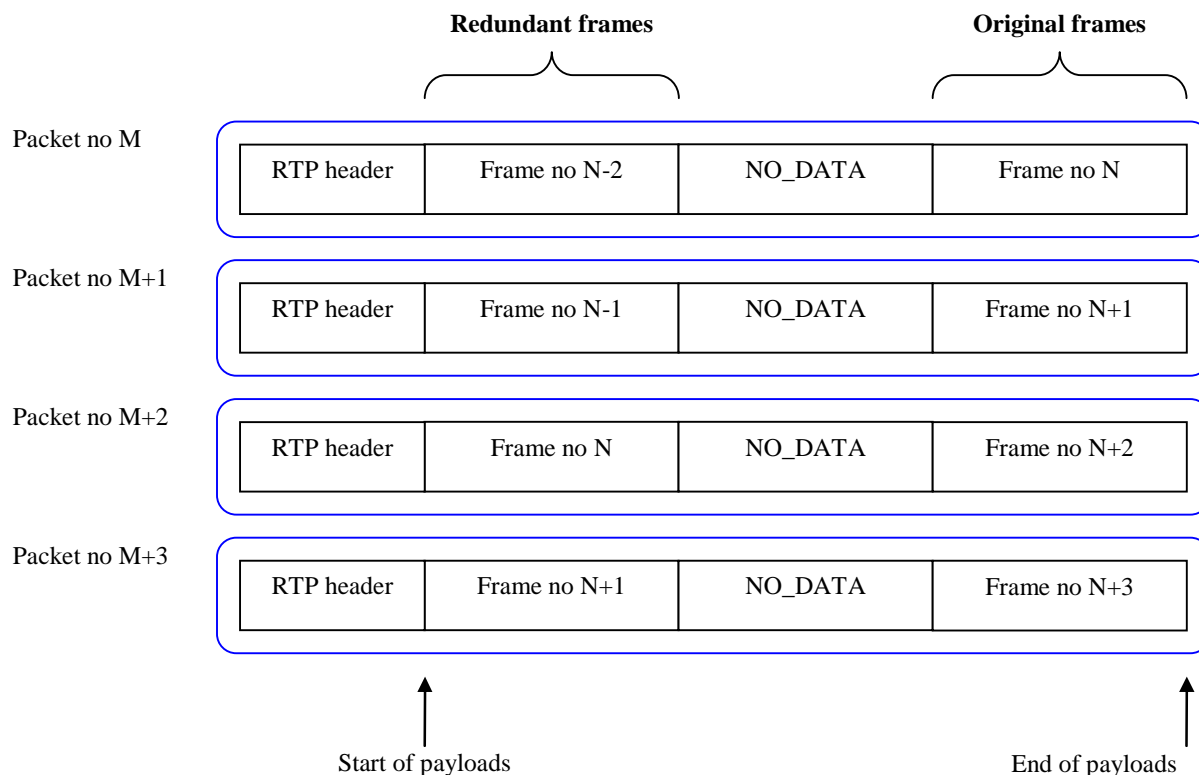 Redundant frames Original frames
Packet no M
RTP header Frame no N-2 NO_DATA Frame no N
Packet no M+1
RTP header Frame no N-1 NO_DATA Frame no N+1
Packet no M+2
RTP header Frame no N NO_DATA Frame no N+2
Packet no M+3
RTP header Frame no N+1 NO_DATA Frame no N+3
Start of payloads End of payloads